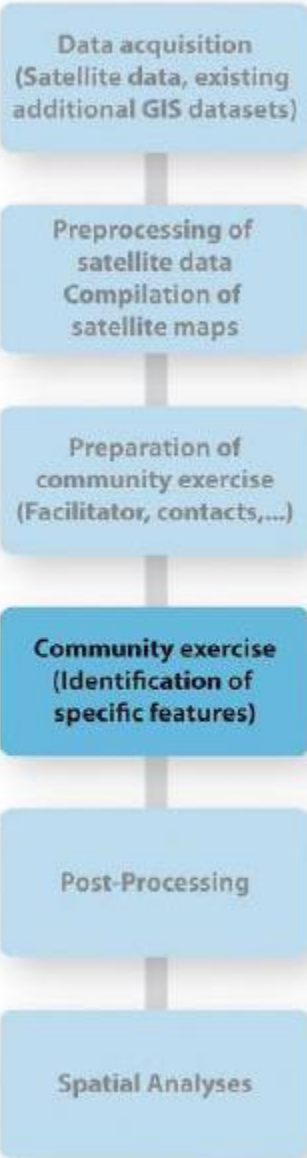 Data acquisition
(Satellite data, existing
additional GIS datasets)
Preprocessing of
satellite data
Compilation of
satellite maps
Preparation of
community exercise
(Facilitator, contacts,...)
Community exercise
(Identification of
specific features)
Post-Processing
Spatial Analyses